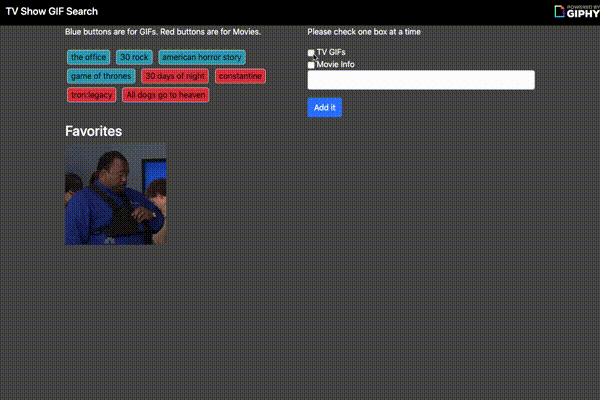 TV Show GIF Search
POWERED BY
GIPHY
Blue buttons are for GIFs. Red buttons are for Movies.
the office
30 rock
american horror story
game of thrones
30 days of night
constantine
tron:legacy
All dogs go to heaven
Favorites
Please check one box at a time
TV GIFs
Movie Info
Add it